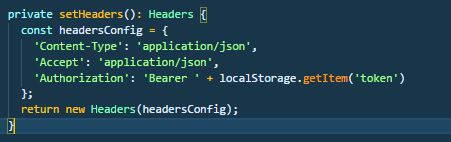 private setHeaders(): Headers {
const headersConfig = {
'Content-Type': 'application/json',
'Accept': 'application/json',
'Authorization': 'Bearer ' + localStorage.getItem('token')
};
return new Headers(headersConfig);
}